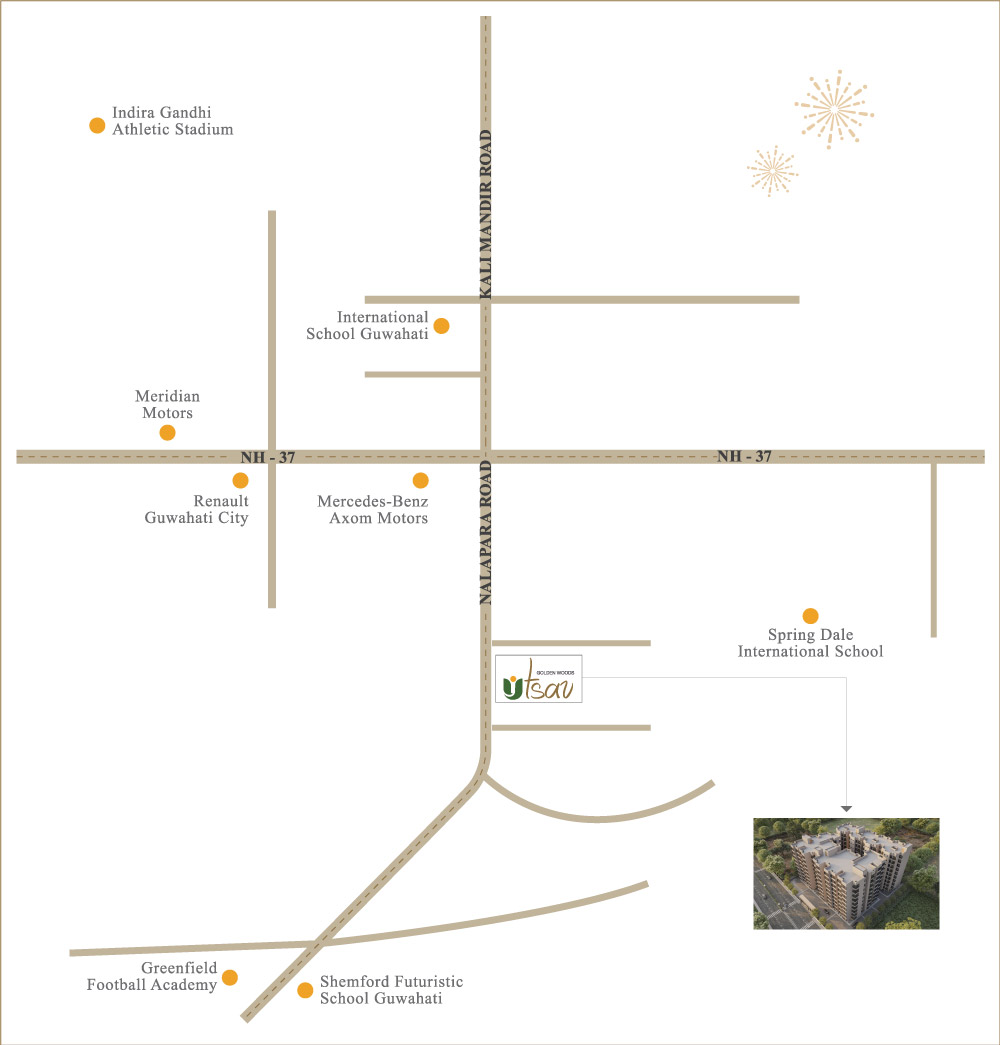 Indira Gandhi
Athletic Stadium
KALI MANDIR ROAD
International
School Guwahati
Meridian
Motors
NH - 37
NH - 37
Renault
Guwahati City
Mercedes-Benz
Axom Motors
NALAPARA ROAD
Spring Dale
International School
GOLDEN WOODS
Utsav
Greenfield
Football Academy
Shemford Futuristic
School Guwahati